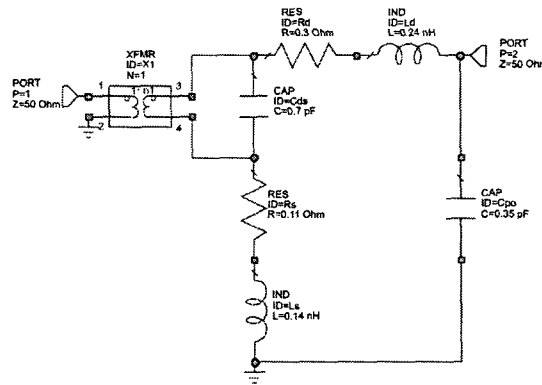 RES
ID=Rd
R=0.3 Ohm
IND
ID=Ld
L=0.24 nH
PORT
P=2
Z=50 Ohm
XFMR
ID=X1
N=1
PORT
P=1
Z=50 Ohm
1
3
2
4
CAP
ID=Cds
C=0.7 pF
RES
ID=Rs
R=0.11 Ohm
CAP
ID=Cpo
C=0.35 pF
IND
ID=Ls
L=0.14 nH